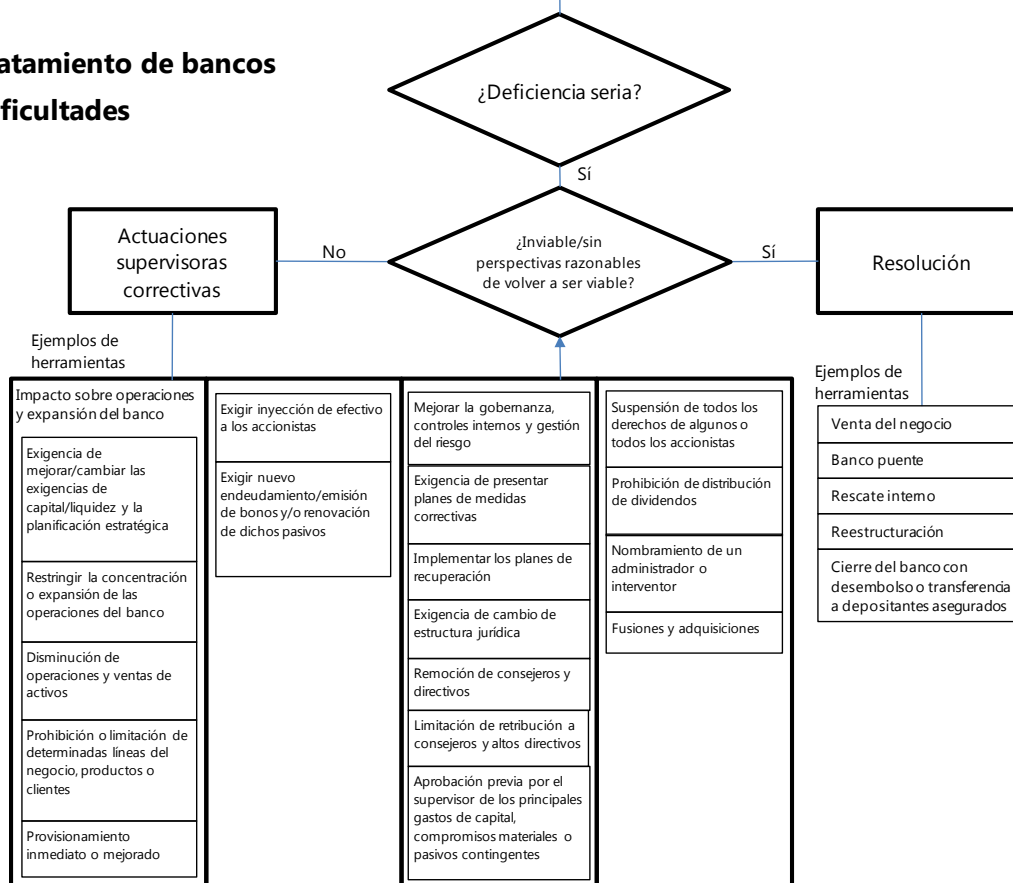 atamiento de bancos
ficultades
¿Deficiencia seria?
Sí
Actuaciones
supervisoras
correctivas
No
¿Inviable/sin
perspectivas razonables
de volver a ser viable?
Sí
Resolución
Ejemplos de
herramientas
Impacto sobre operaciones
y expansión del banco
Exigencia de
mejorar/cambiar las
exigencias de
capital/liquidez y la
planificación estratégica
Restringir la concentración
o expansión de las
operaciones del banco
Disminución de
operaciones y ventas de
activos
Prohibición o limitación de
determinadas líneas del
negocio, productos o
clientes
Provisionamiento
inmediato o mejorado
Exigir inyección de efectivo
a los accionistas
Exigir nuevo
endeudamiento/emisión
de bonos y/o renovación
de dichos pasivos
Mejorar la gobernanza,
controles internos y gestión
del riesgo
Exigencia de presentar
planes de medidas
correctivas
Implementar los planes de
recuperación
Exigencia de cambio de
estructura jurídica
Remoción de consejeros y
directivos
Limitación de retribución a
consejeros y altos directivos
Aprobación previa por el
supervisor de los principales
gastos de capital,
compromisos materiales o
pasivos contingentes
Suspensión de todos los
derechos de algunos o
todos los accionistas
Prohibición de distribución
de dividendos
Nombramiento de un
administrador o
interventor
Fusiones y adquisiciones
Ejemplos de
herramientas
Venta del negocio
Banco puente
Rescate interno
Reestructuración
Cierre del banco con
desembolso o transferencia
a depositantes asegurados